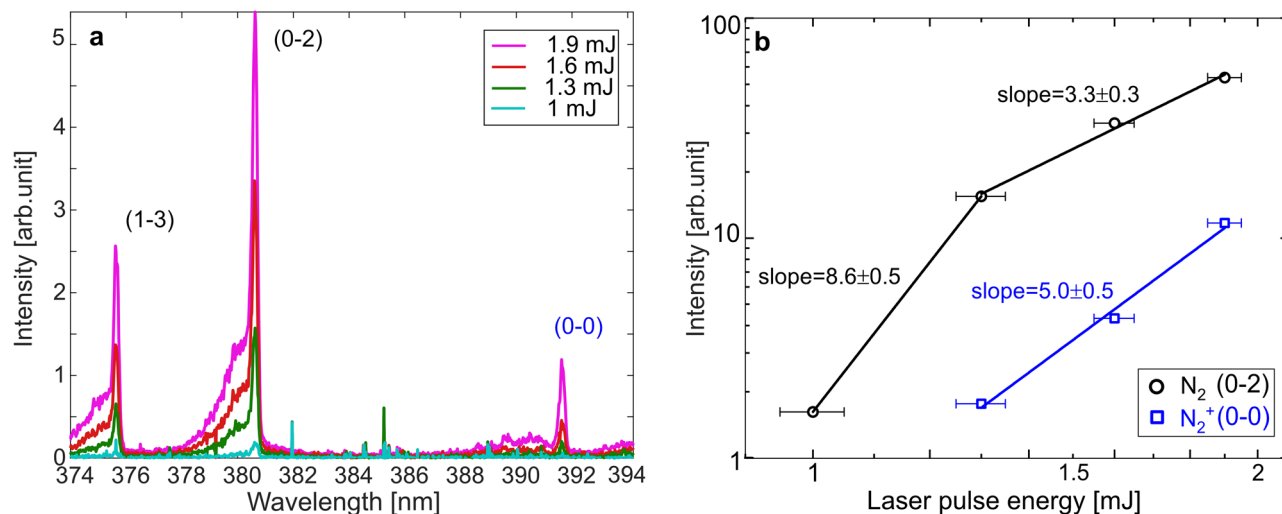 a
(0-2)
(1-3)
(0-0)
1.9 mJ
1.6 mJ
1.3 mJ
1 mJ
5
4
3
2
1
0
374 376 378 380 382 384 386 388 390 392 394
Wavelength [nm]
Intensity [arb.unit]
b
slope=3.3±0.3
slope=8.6±0.5
slope=5.0±0.5
N2 (0-2)
N2+(0-0)
100
10
1
1 1.5 2
Laser pulse energy [mJ]
Intensity [arb.unit]